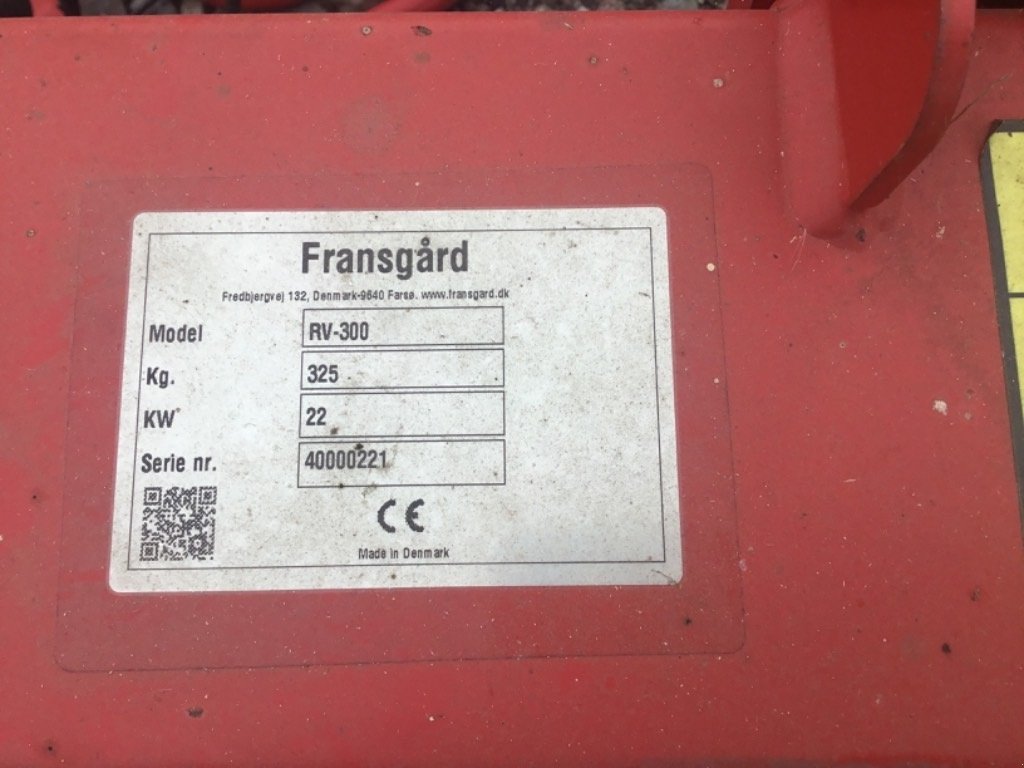 Fransgård
Fredbjergvej 132, Denmark-9640 Farsø. www.fransgard.dk
Model RV-300
Kg. 325
KW* 22
Serie nr. 40000221
CE
Made in Denmark